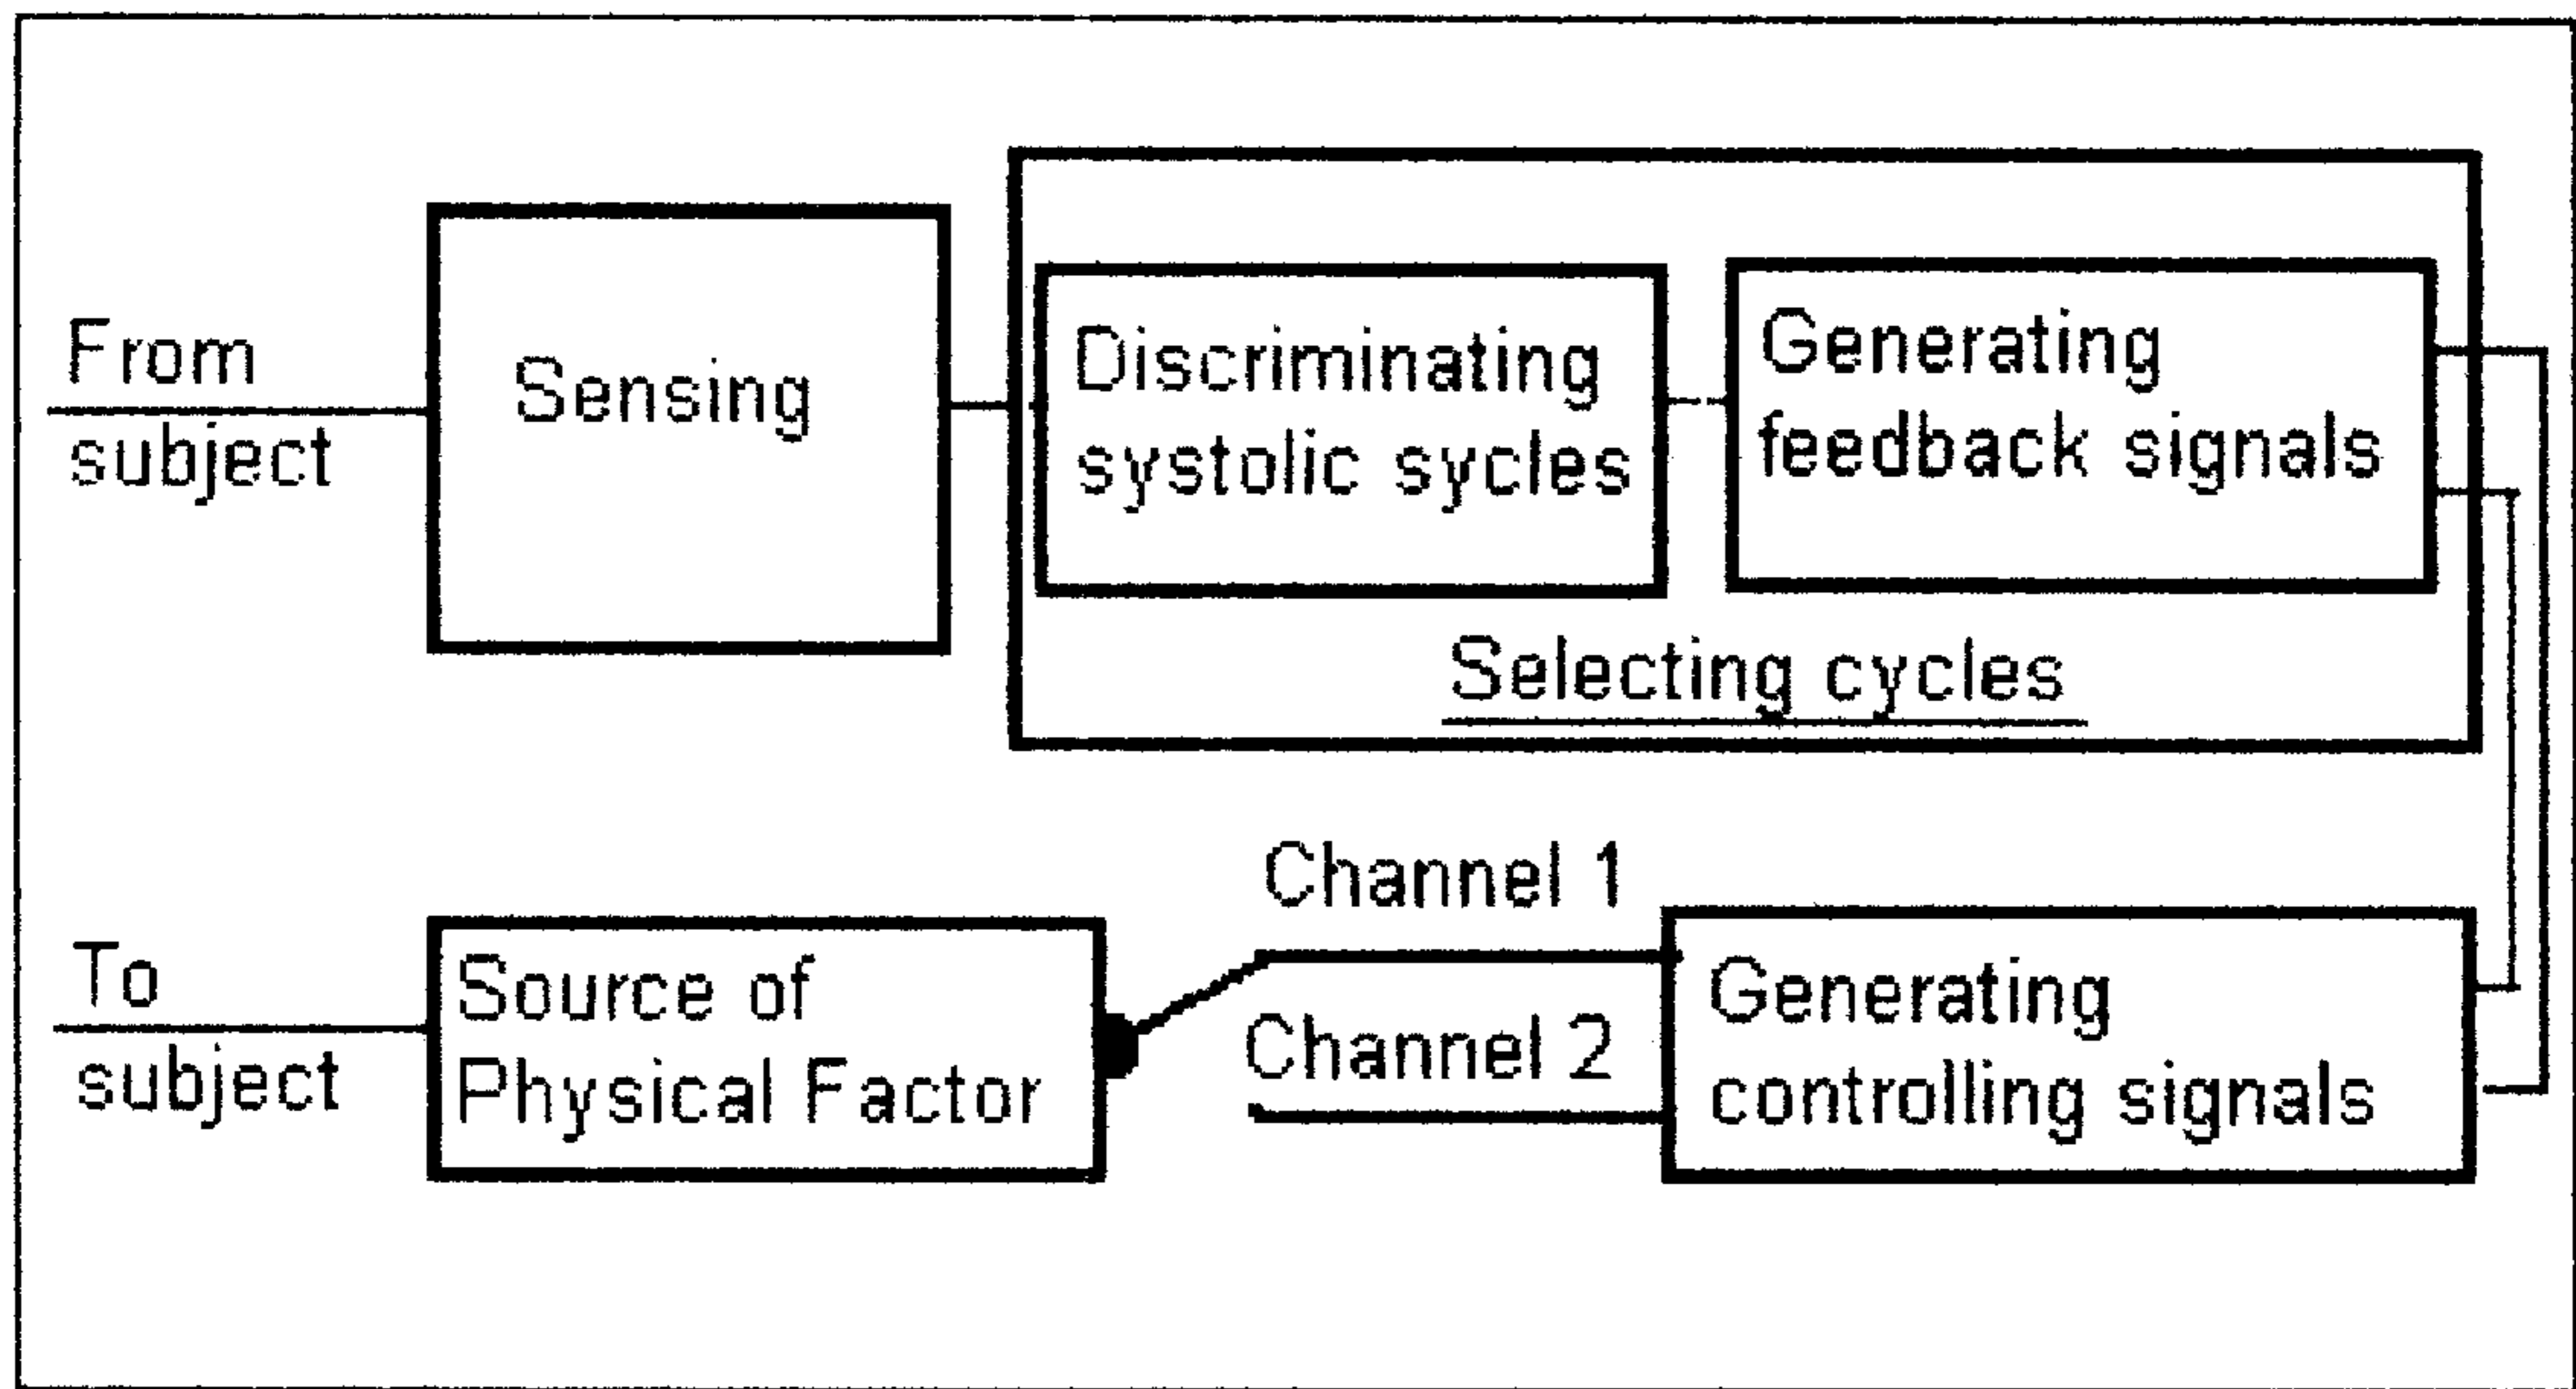 From
subject
Sensing
Discriminating
systolic sycles
Generating
feedback signals
Selecting cycles
To
subject
Source of
Physical Factor
Channel 1
Channel 2
Generating
controlling signals